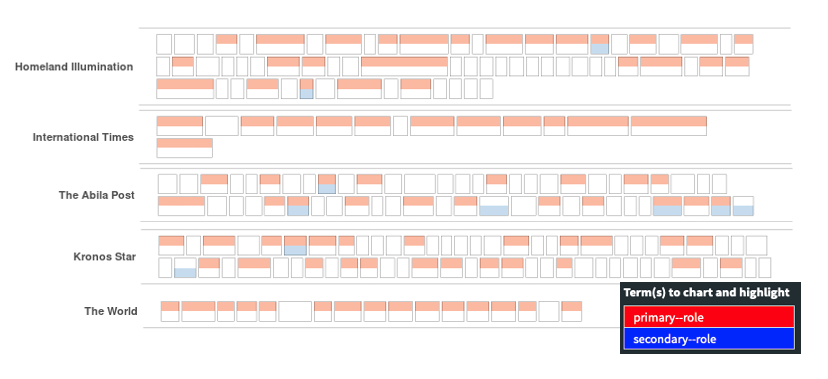 Homeland Illumination
International Times
The Abila Post
Kronos Star
The World
Term(s) to chart and highlight
primary--role
secondary--role